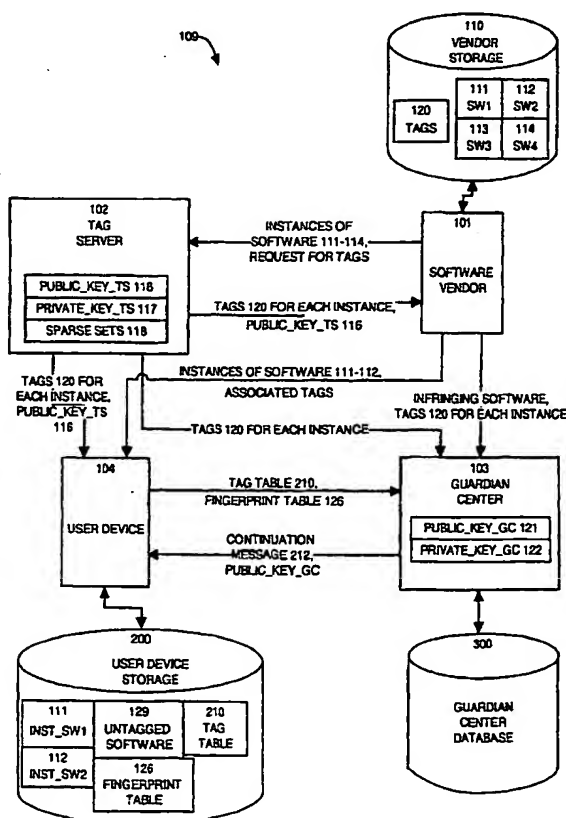 109
110
VENDOR
STORAGE
120
TAGS
111
SW1
112
SW2
113
SW3
114
SW4
102
TAG
SERVER
PUBLIC_KEY_TS 116
PRIVATE_KEY_TS 117
SPARSE SETS 118
INSTANCES OF
SOFTWARE 111-114,
REQUEST FOR TAGS
101
SOFTWARE
VENDOR
TAGS 120 FOR EACH INSTANCE,
PUBLIC_KEY_TS 116
TAGS 120 FOR
EACH INSTANCE,
PUBLIC_KEY_TS
116
INSTANCES OF SOFTWARE 111-112,
ASSOCIATED TAGS
INFRINGING SOFTWARE,
TAGS 120 FOR EACH INSTANCE
TAGS 120 FOR EACH INSTANCE
104
USER DEVICE
TAG TABLE 210,
FINGERPRINT TABLE 126
103
GUARDIAN
CENTER
PUBLIC_KEY_GC 121
PRIVATE_KEY_GC 122
CONTINUATION
MESSAGE 212,
PUBLIC_KEY_GC
200
USER DEVICE
STORAGE
111
INST_SW1
129
UNTAGGED
SOFTWARE
210
TAG
TABLE
112
INST_SW2
126
FINGERPRINT
TABLE
300
GUARDIAN
CENTER
DATABASE